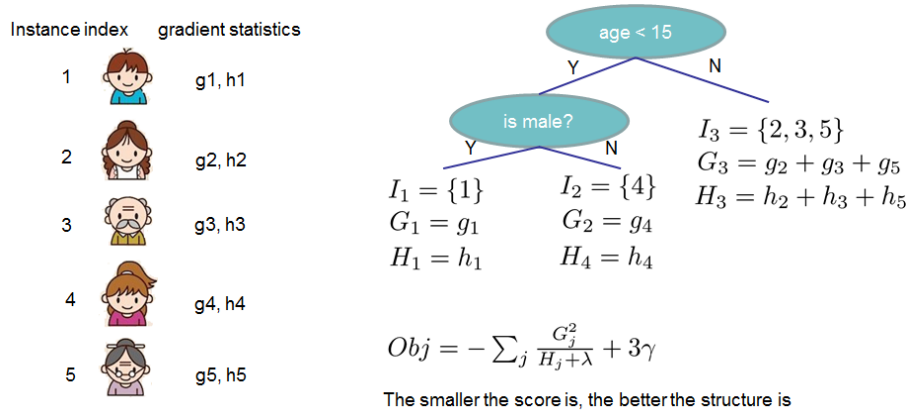 Instance index
gradient statistics
1
g1, h1
2
g2, h2
3
g3, h3
4
g4, h4
5
g5, h5
age < 15
Y
N
is male?
Y
N
I₁ = {1}
G₁ = g₁
H₁ = h₁
I₂ = {4}
G₂ = g₄
H₄ = h₄
I₃ = {2, 3, 5}
G₃ = g₂ + g₃ + g₅
H₃ = h₂ + h₃ + h₅
Obj = −∑ⱼ Gⱼ²/(Hⱼ+λ) + 3γ
The smaller the score is, the better the structure is